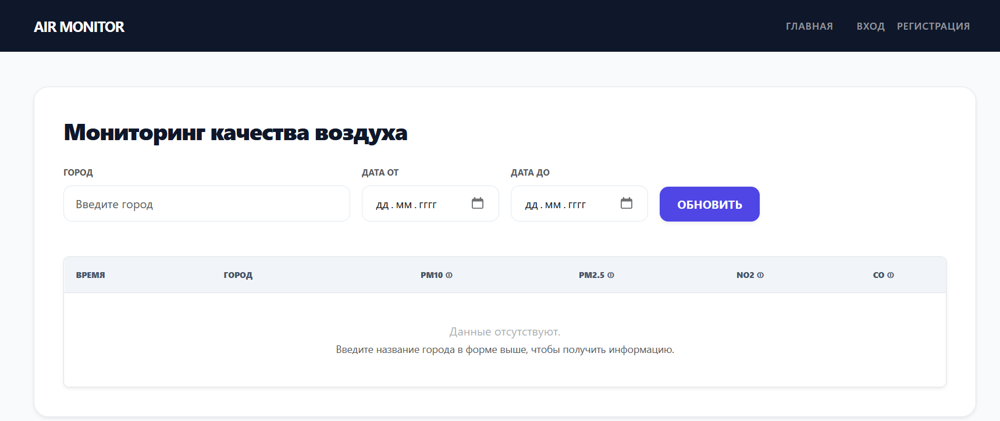 AIR MONITOR
ГЛАВНАЯ ВХОД РЕГИСТРАЦИЯ
Мониторинг качества воздуха
ГОРОД ДАТА ОТ ДАТА ДО
Введите город дд.мм.гггг дд.мм.гггг ОБНОВИТЬ
ВРЕМЯ ГОРОД PM10 PM2.5 NO2 CO
Данные отсутствуют.
Введите название города в форме выше, чтобы получить информацию.